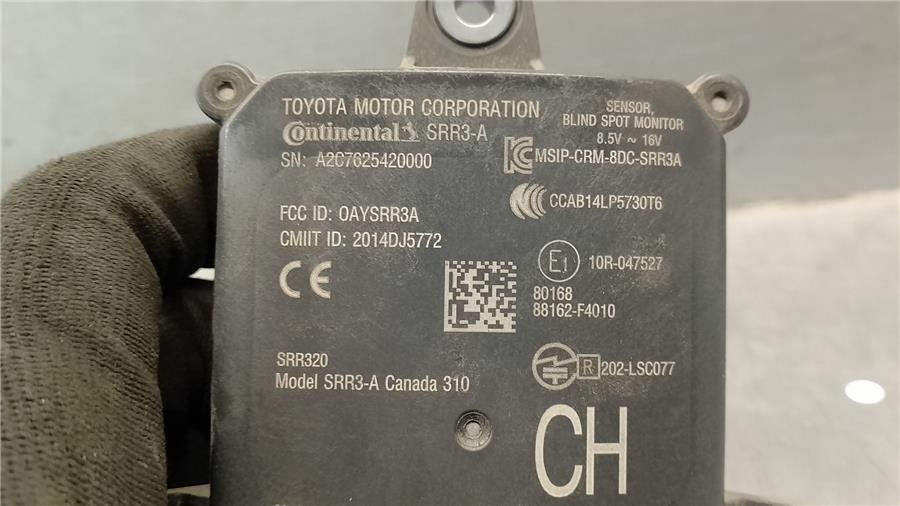 TOYOTA MOTOR CORPORATION
Continental SRR3-A
SN: A2C7625420000
SENSOR,
BLIND SPOT MONITOR
8.5V ~ 16V
MSIP-CRM-8DC-SRR3A
CCAB14LP5730T6
FCC ID: OAYSRR3A
CMIIT ID: 2014DJ5772
CE
E1 10R-047527
80168
88162-F4010
SRR320
Model SRR3-A Canada 310
R 202-LSC077
CH